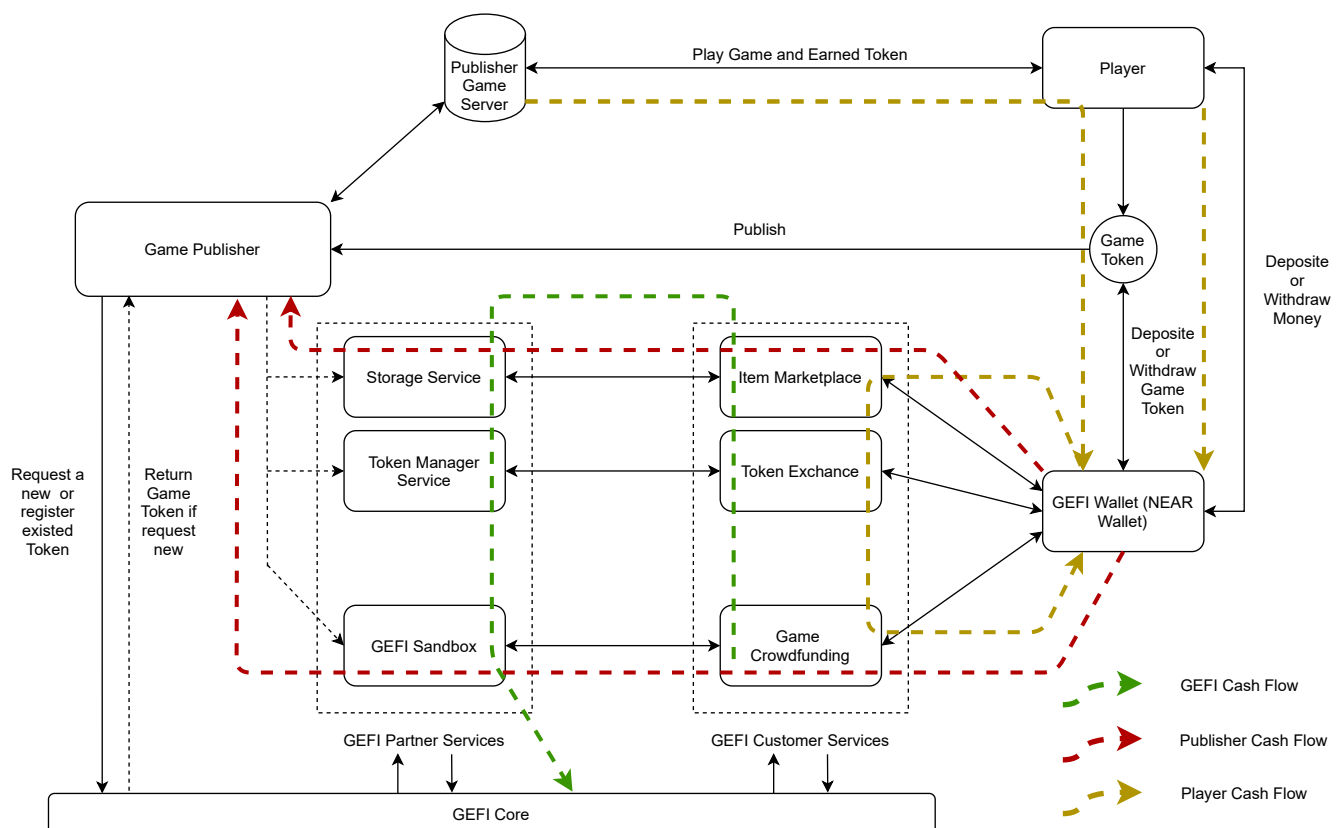 Publisher
Game
Server
Play Game and Earned Token
Player
Game Publisher
Publish
Game
Token
Deposite
or
Withdraw
Money
Deposite
or
Withdraw
Game
Token
Storage Service
Item Marketplace
Token Manager
Service
Token Exchance
GEFI Wallet (NEAR
Wallet)
Request a
new  or
register
existed
Token
Return
Game
Token if
request
new
GEFI Sandbox
Game
Crowdfunding
GEFI Cash Flow
GEFI Partner Services
GEFI Customer Services
Publisher Cash Flow
Player Cash Flow
GEFI Core